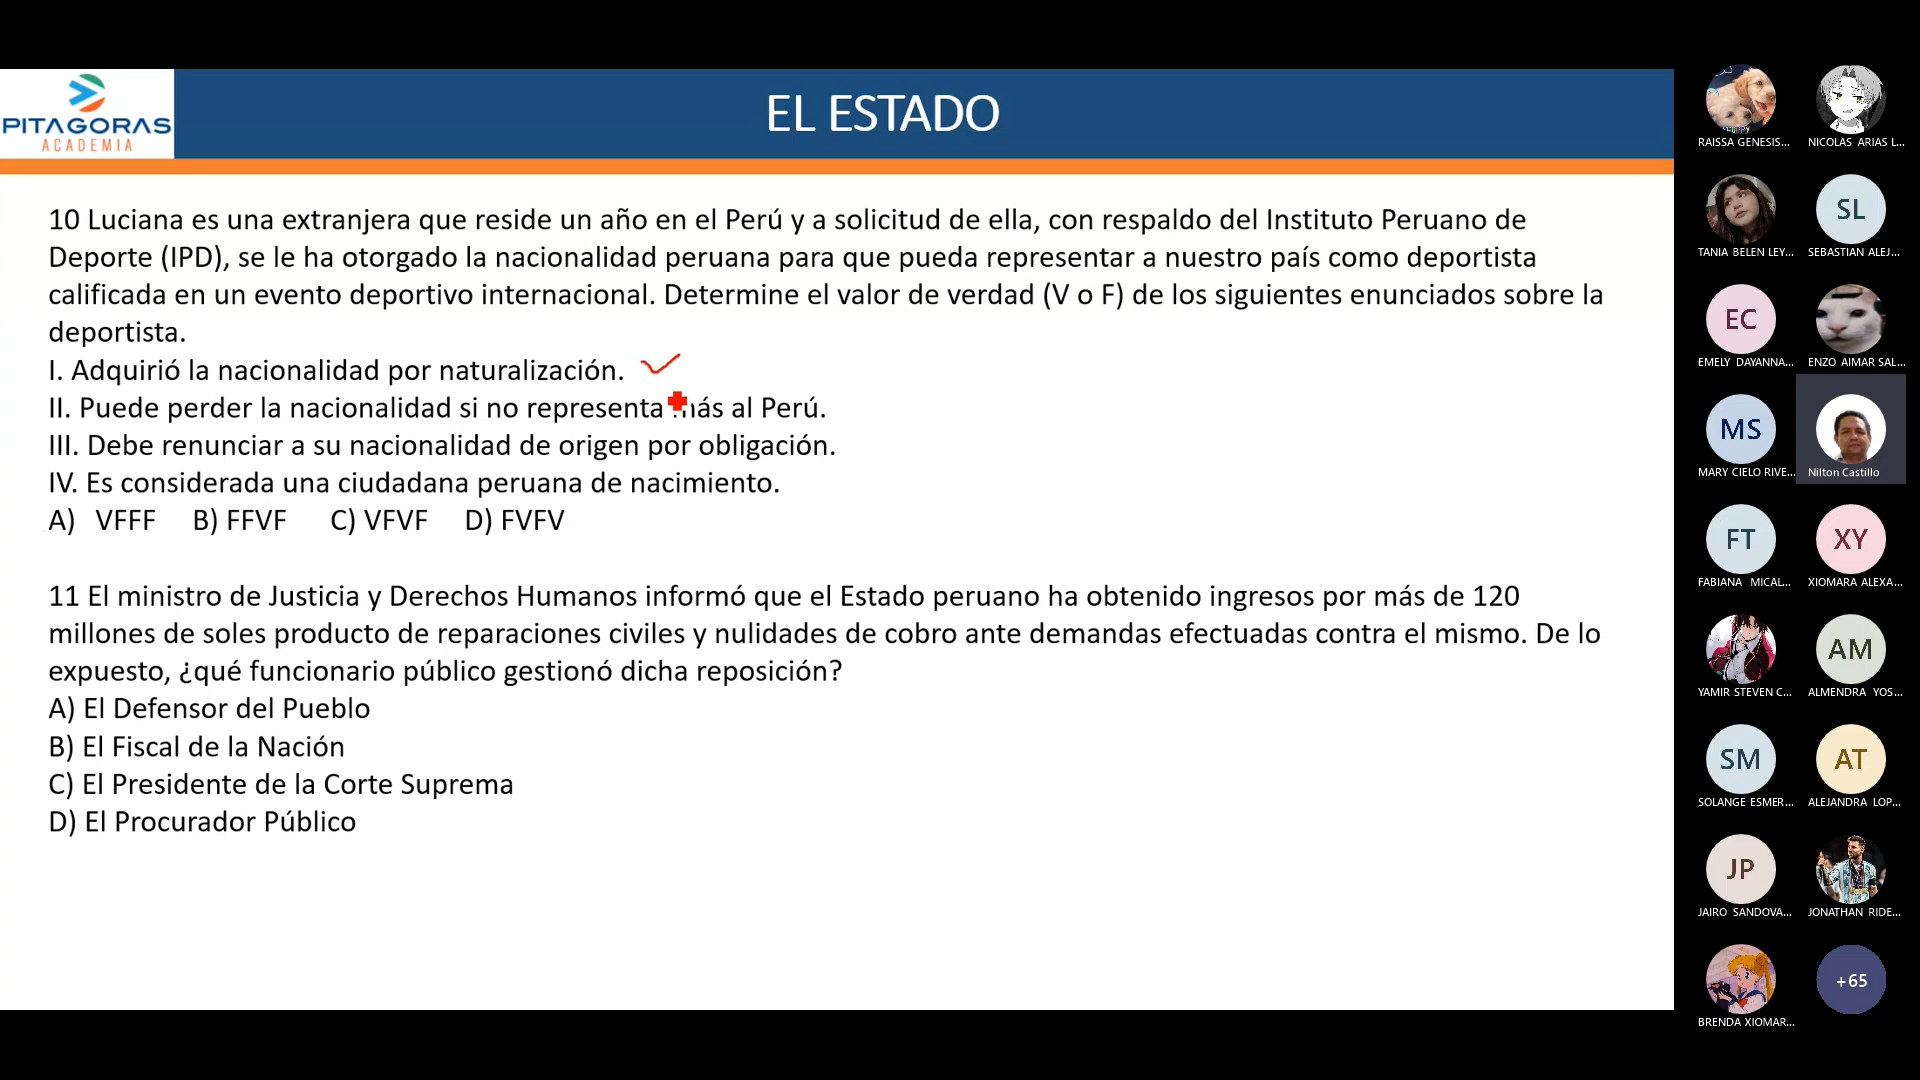 PITAGORAS
ACADEMIA
EL ESTADO
10 Luciana es una extranjera que reside un año en el Perú y a solicitud de ella, con respaldo del Instituto Peruano de
Deporte (IPD), se le ha otorgado la nacionalidad peruana para que pueda representar a nuestro país como deportista
calificada en un evento deportivo internacional. Determine el valor de verdad (V o F) de los siguientes enunciados sobre la
deportista.
I. Adquirió la nacionalidad por naturalización.
II. Puede perder la nacionalidad si no representa más al Perú.
III. Debe renunciar a su nacionalidad de origen por obligación.
IV. Es considerada una ciudadana peruana de nacimiento.
A) VFFF B) FFVF C) VFVF D) FVFV
11 El ministro de Justicia y Derechos Humanos informó que el Estado peruano ha obtenido ingresos por más de 120
millones de soles producto de reparaciones civiles y nulidades de cobro ante demandas efectuadas contra el mismo. De lo
expuesto, ¿qué funcionario público gestionó dicha reposición?
A) El Defensor del Pueblo
B) El Fiscal de la Nación
C) El Presidente de la Corte Suprema
D) El Procurador Público
RAISSA GENESIS... NICOLAS ARIAS L...
SL
TANIA BELEN LEY... SEBASTIAN ALEJ...
EC
EMELY DAYANNA... ENZO AIMAR SAL...
MS
MARY CIELO RIVE... Nilton Castillo
FT XY
FABIANA MICAL... XIOMARA ALEXA...
AM
YAMIR STEVEN C... ALMENDRA YOS...
SM AT
SOLANGE ESMER... ALEJANDRA LOP...
JP
JAIRO SANDOVA... JONATHAN RIDE...
+65
BRENDA XIOMAR...